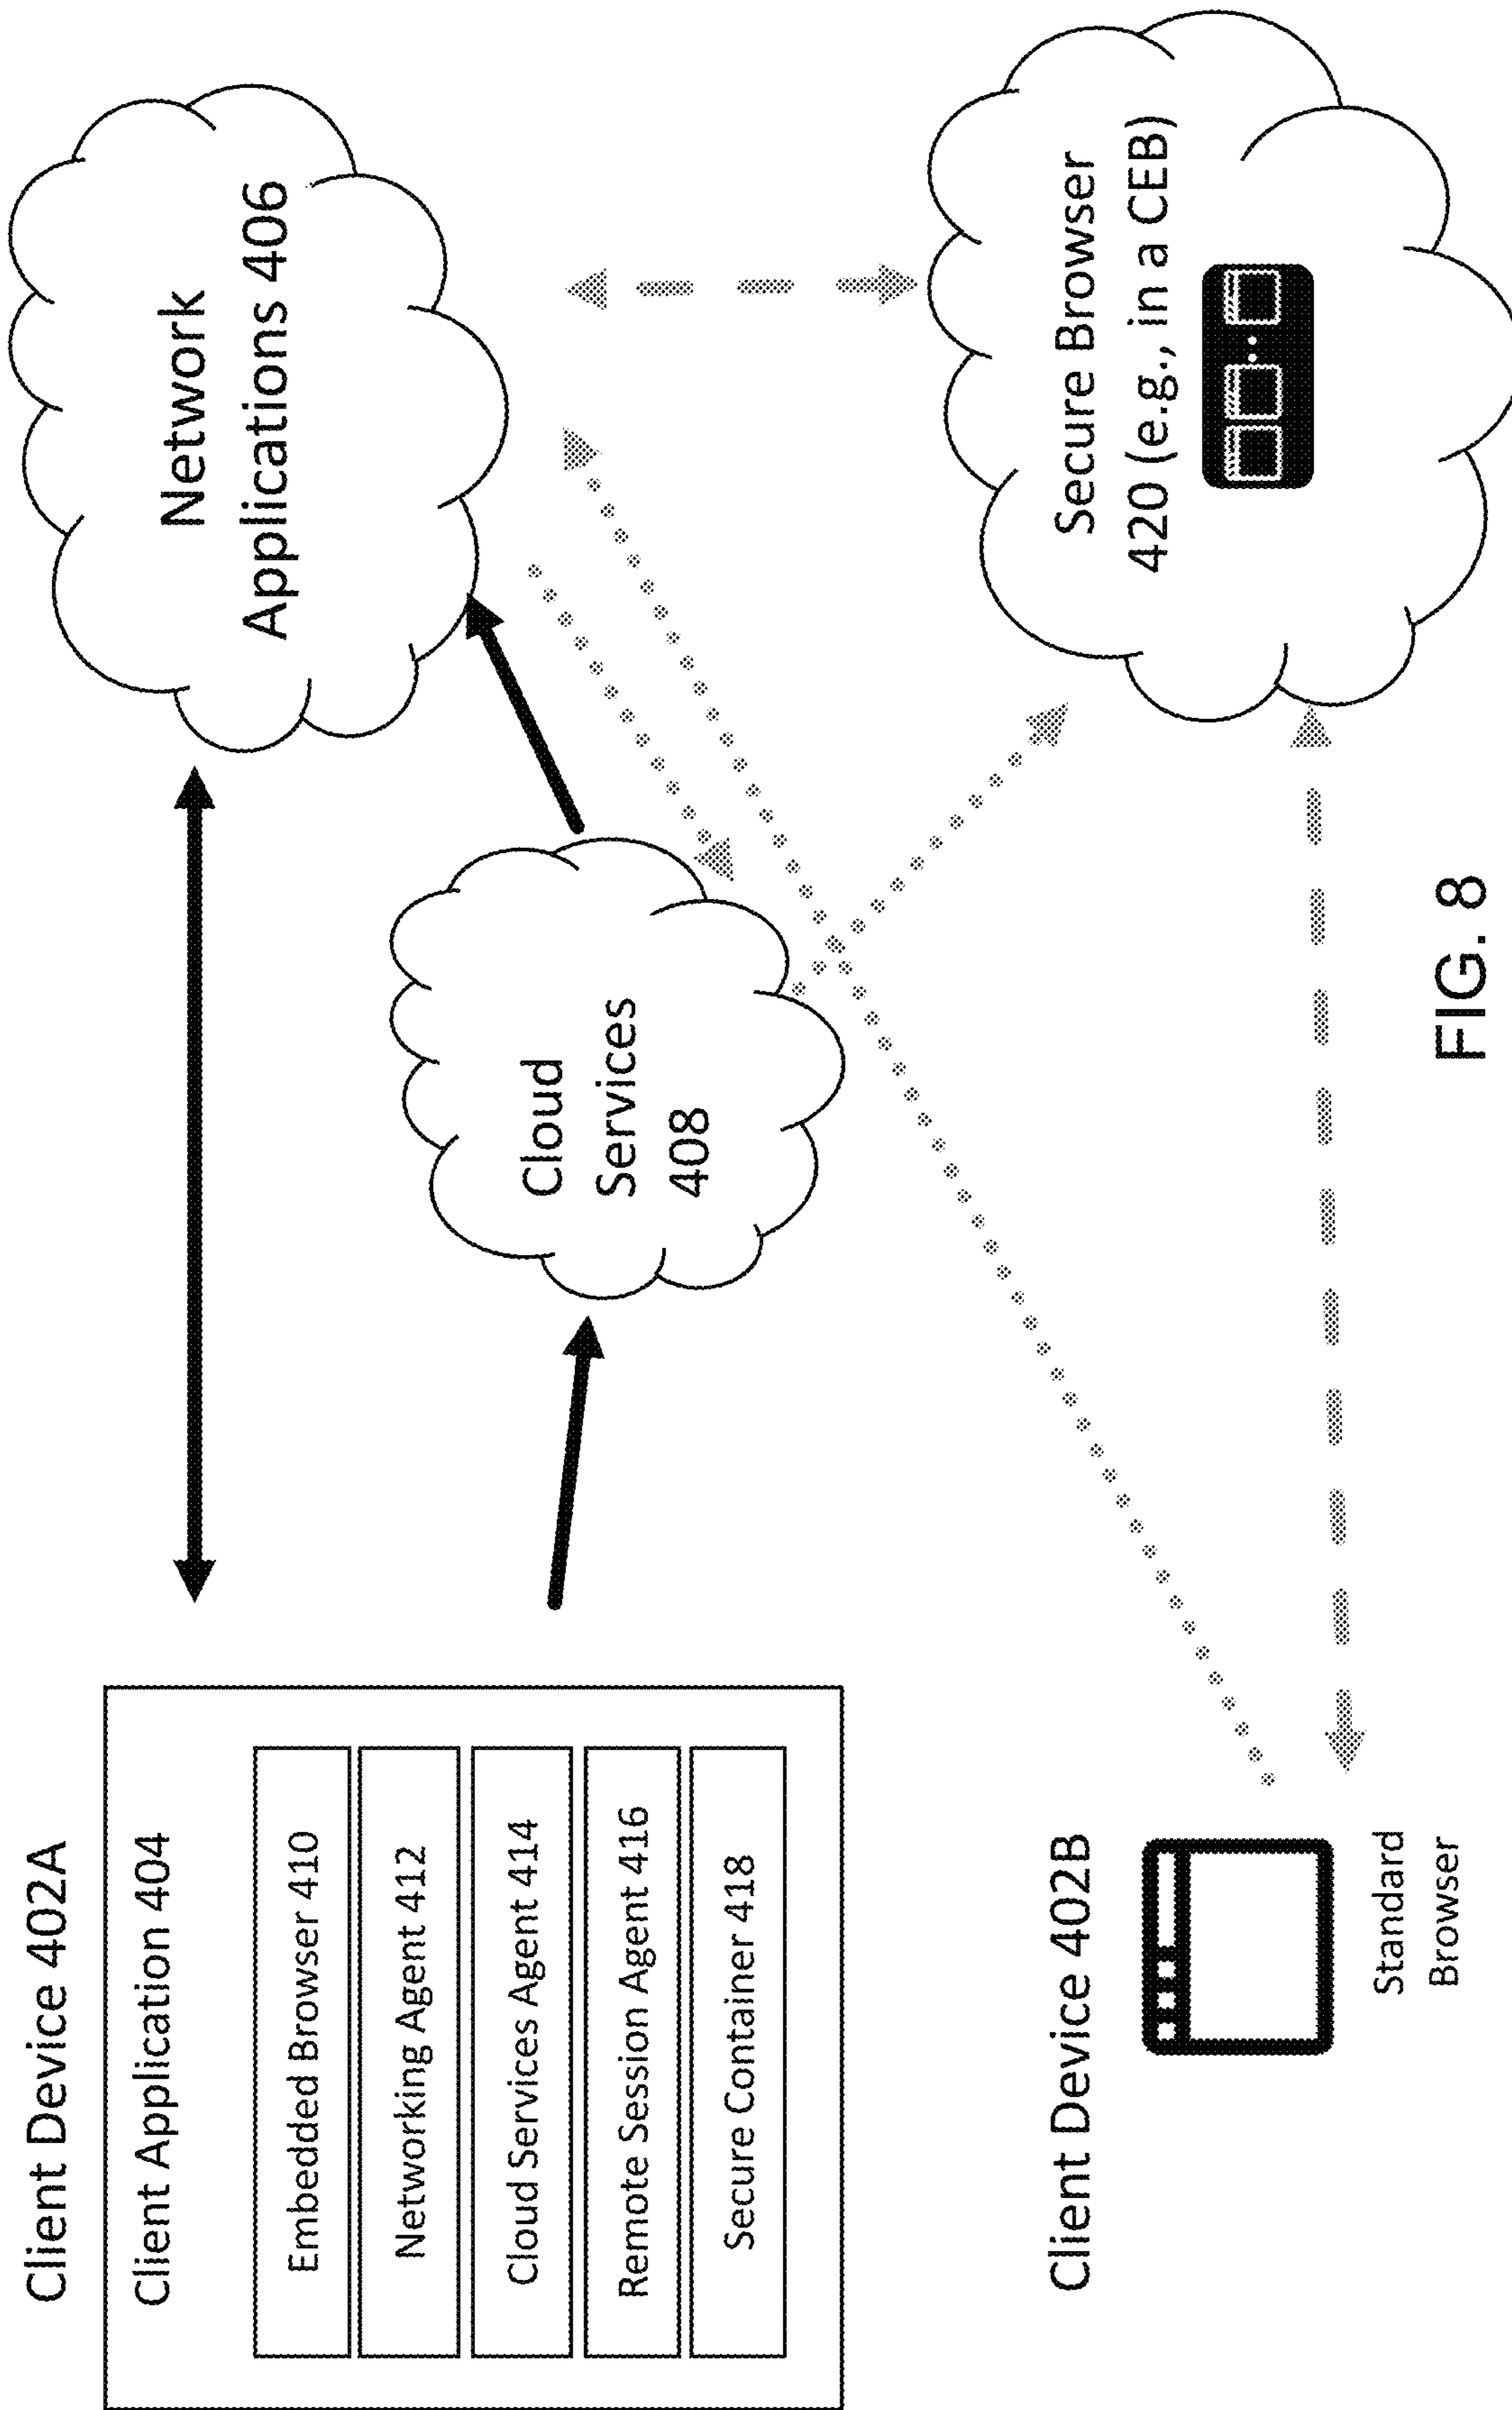 Client Device 402A
Client Application 404
Embedded Browser 410
Networking Agent 412
Cloud Services Agent 414
Remote Session Agent 416
Secure Container 418
Network
Applications 406
Cloud
Services
408
Client Device 402B
Standard
Browser
Secure Browser
420 (e.g., in a CEB)
FIG. 8